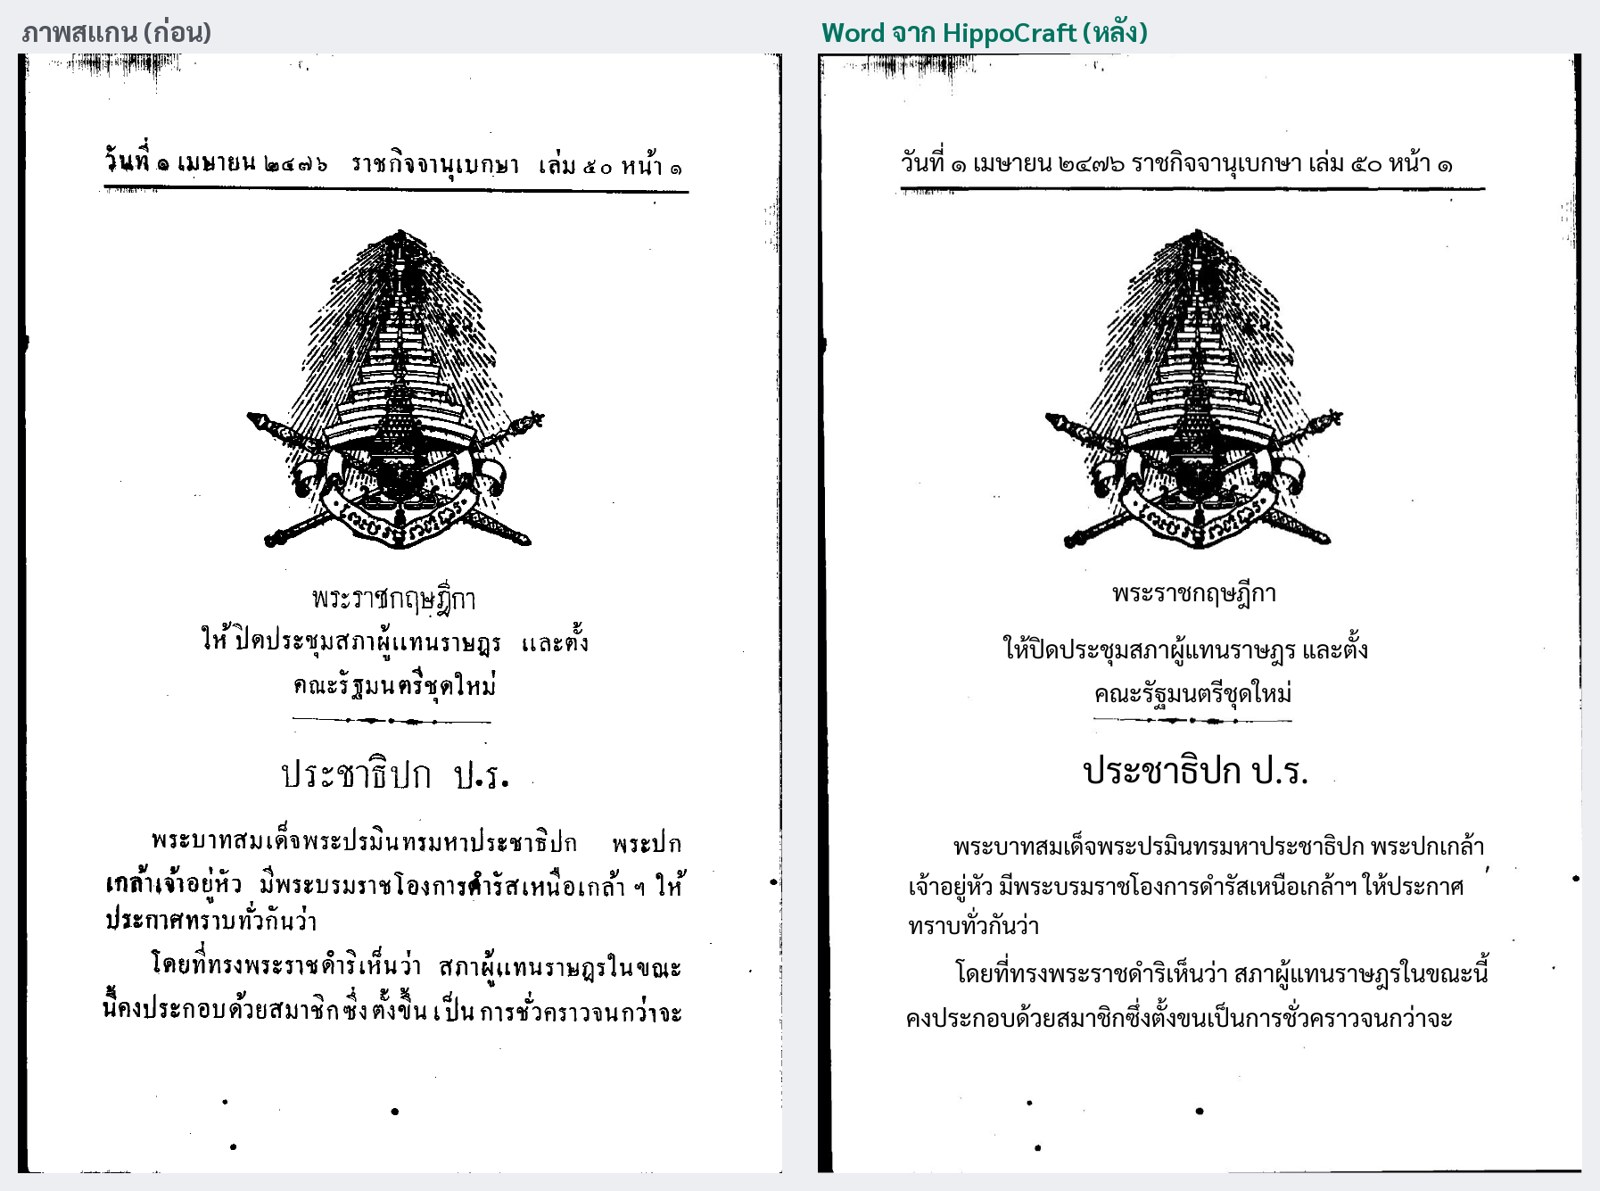 ภาพสแกน (ก่อน)
วันที่ ๑ เมษายน ๒๔๗๖ ราชกิจจานุเบกษา เล่ม ๕๐ หน้า ๑
พระราชกฤษฎีกา
ให้ ปิดประชุมสภาผู้แทนราษฎร และตั้ง
คณะรัฐมนตรีชุดใหม่
ประชาธิปก ป.ร.
พระบาทสมเด็จพระปรมินทรมหาประชาธิปก พระปก
เกล้าเจ้าอยู่หัว มีพระบรมราชโองการดำรัสเหนือเกล้า ฯ ให้
ประกาศทราบทั่วกันว่า
โดยที่ทรงพระราชดำริเห็นว่า สภาผู้แทนราษฎรในขณะ
นี้คงประกอบด้วยสมาชิกซึ่งตั้งขึ้น เป็น การชั่วคราวจนกว่าจะ
Word จาก HippoCraft (หลัง)
วันที่ ๑ เมษายน ๒๔๗๖ ราชกิจจานุเบกษา เล่ม ๕๐ หน้า ๑
พระราชกฤษฎีกา
ให้ปิดประชุมสภาผู้แทนราษฎร และตั้ง
คณะรัฐมนตรีชุดใหม่
ประชาธิปก ป.ร.
พระบาทสมเด็จพระปรมินทรมหาประชาธิปก พระปกเกล้า
เจ้าอยู่หัว มีพระบรมราชโองการดำรัสเหนือเกล้าฯ ให้ประกาศ
ทราบทั่วกันว่า
โดยที่ทรงพระราชดำริเห็นว่า สภาผู้แทนราษฎรในขณะนี้
คงประกอบด้วยสมาชิกซึ่งตั้งขนเป็นการชั่วคราวจนกว่าจะ